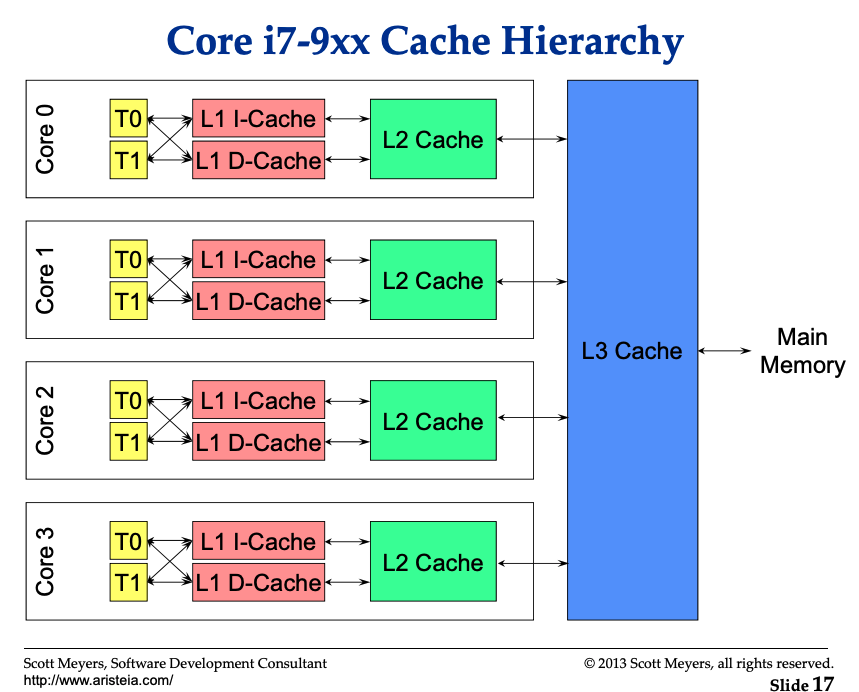 Core i7-9xx Cache Hierarchy
Core 0
T0
L1 I-Cache
T1
L1 D-Cache
L2 Cache
Core 1
T0
L1 I-Cache
T1
L1 D-Cache
L2 Cache
Core 2
T0
L1 I-Cache
T1
L1 D-Cache
L2 Cache
Core 3
T0
L1 I-Cache
T1
L1 D-Cache
L2 Cache
L3 Cache
Main
Memory
Scott Meyers, Software Development Consultant
http://www.aristeia.com/
© 2013 Scott Meyers, all rights reserved.
Slide 17